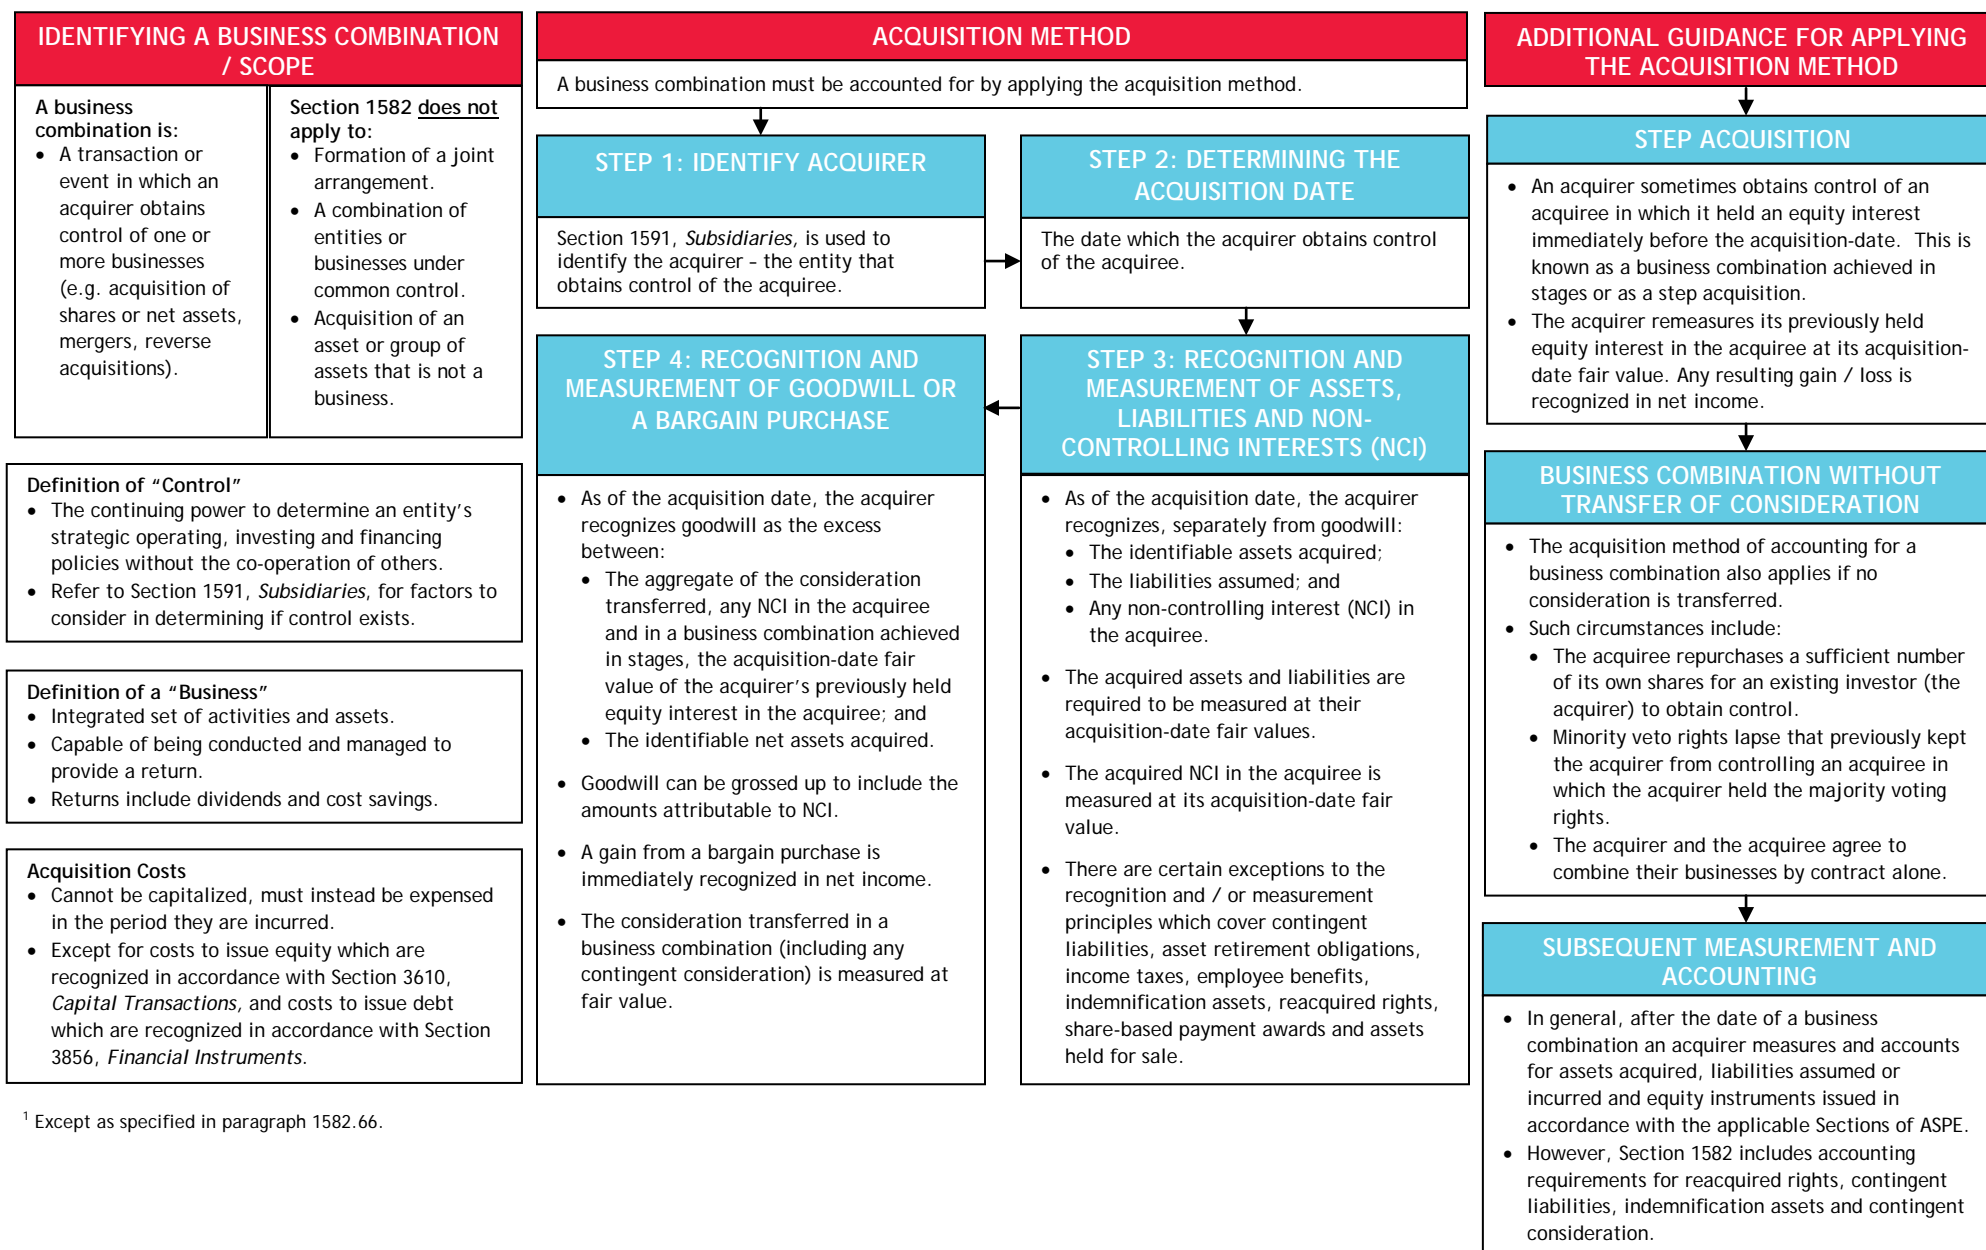 IDENTIFYING A BUSINESS COMBINATION
/ SCOPE
A business
combination is:
• A transaction or
event in which an
acquirer obtains
control of one or
more businesses
(e.g. acquisition of
shares or net assets,
mergers, reverse
acquisitions).
Section 1582 does not
apply to:
• Formation of a joint
arrangement.
• A combination of
entities or
businesses under
common control.
• Acquisition of an
asset or group of
assets that is not a
business.
Definition of “Control”
• The continuing power to determine an entity’s
strategic operating, investing and financing
policies without the co-operation of others.
• Refer to Section 1591, Subsidiaries, for factors to
consider in determining if control exists.
Definition of a “Business”
• Integrated set of activities and assets.
• Capable of being conducted and managed to
provide a return.
• Returns include dividends and cost savings.
Acquisition Costs
• Cannot be capitalized, must instead be expensed
in the period they are incurred.
• Except for costs to issue equity which are
recognized in accordance with Section 3610,
Capital Transactions, and costs to issue debt
which are recognized in accordance with Section
3856, Financial Instruments.
1 Except as specified in paragraph 1582.66.
ACQUISITION METHOD
A business combination must be accounted for by applying the acquisition method.
STEP 1: IDENTIFY ACQUIRER
Section 1591, Subsidiaries, is used to
identify the acquirer – the entity that
obtains control of the acquiree.
STEP 2: DETERMINING THE
ACQUISITION DATE
The date which the acquirer obtains control
of the acquiree.
STEP 4: RECOGNITION AND
MEASUREMENT OF GOODWILL OR
A BARGAIN PURCHASE
• As of the acquisition date, the acquirer
recognizes goodwill as the excess
between:
• The aggregate of the consideration
transferred, any NCI in the acquiree
and in a business combination achieved
in stages, the acquisition-date fair
value of the acquirer’s previously held
equity interest in the acquiree; and
• The identifiable net assets acquired.
• Goodwill can be grossed up to include the
amounts attributable to NCI.
• A gain from a bargain purchase is
immediately recognized in net income.
• The consideration transferred in a
business combination (including any
contingent consideration) is measured at
fair value.
STEP 3: RECOGNITION AND
MEASUREMENT OF ASSETS,
LIABILITIES AND NON-
CONTROLLING INTERESTS (NCI)
• As of the acquisition date, the acquirer
recognizes, separately from goodwill:
• The identifiable assets acquired;
• The liabilities assumed; and
• Any non-controlling interest (NCI) in
the acquiree.
• The acquired assets and liabilities are
required to be measured at their
acquisition-date fair values.
• The acquired NCI in the acquiree is
measured at its acquisition-date fair
value.
• There are certain exceptions to the
recognition and / or measurement
principles which cover contingent
liabilities, asset retirement obligations,
income taxes, employee benefits,
indemnification assets, reacquired rights,
share-based payment awards and assets
held for sale.
ADDITIONAL GUIDANCE FOR APPLYING
THE ACQUISITION METHOD
STEP ACQUISITION
• An acquirer sometimes obtains control of an
acquiree in which it held an equity interest
immediately before the acquisition-date. This is
known as a business combination achieved in
stages or as a step acquisition.
• The acquirer remeasures its previously held
equity interest in the acquiree at its acquisition-
date fair value. Any resulting gain / loss is
recognized in net income.
BUSINESS COMBINATION WITHOUT
TRANSFER OF CONSIDERATION
• The acquisition method of accounting for a
business combination also applies if no
consideration is transferred.
• Such circumstances include:
• The acquiree repurchases a sufficient number
of its own shares for an existing investor (the
acquirer) to obtain control.
• Minority veto rights lapse that previously kept
the acquirer from controlling an acquiree in
which the acquirer held the majority voting
rights.
• The acquirer and the acquiree agree to
combine their businesses by contract alone.
SUBSEQUENT MEASUREMENT AND
ACCOUNTING
• In general, after the date of a business
combination an acquirer measures and accounts
for assets acquired, liabilities assumed or
incurred and equity instruments issued in
accordance with the applicable Sections of ASPE.
• However, Section 1582 includes accounting
requirements for reacquired rights, contingent
liabilities, indemnification assets and contingent
consideration.